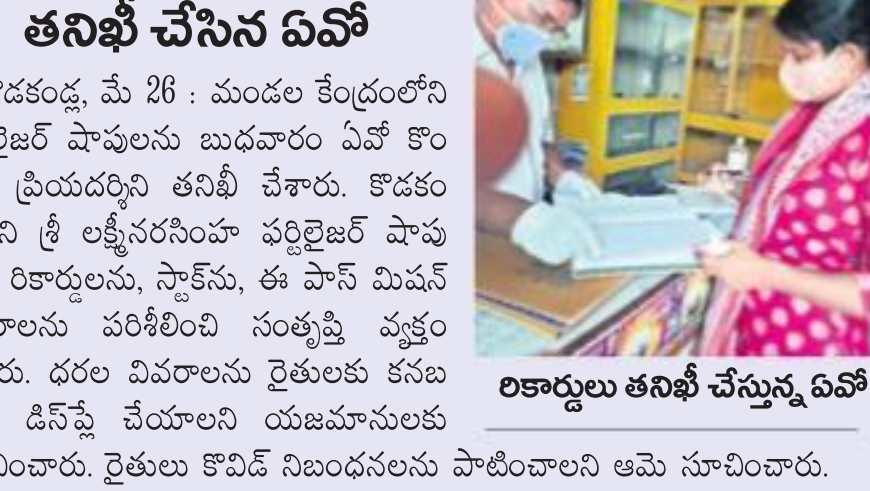 తనిఖీ చేసిన ఏవో
డకండ్ల, మే 26 : మండల కేంద్రంలోని
లైజర్ షాపులను బుధవారం ఏవో కొం
ప్రియదర్శిని తనిఖీ చేశారు. కొడకం
ని శ్రీ లక్ష్మీనరసింహ ఫర్టిలైజర్ షాపు
రికార్డులను, స్టాక్‌ను, ఈ పాస్ మిషన్
లను పరిశీలించి సంతృప్తి వ్యక్తం
రు. ధరల వివరాలను రైతులకు కనబ
డిస్‌ప్లే చేయాలని యజమానులకు
ంచారు. రైతులు కొవిడ్ నిబంధనలను పాటించాలని ఆమె సూచించారు.
రికార్డులు తనిఖీ చేస్తున్న ఏవో